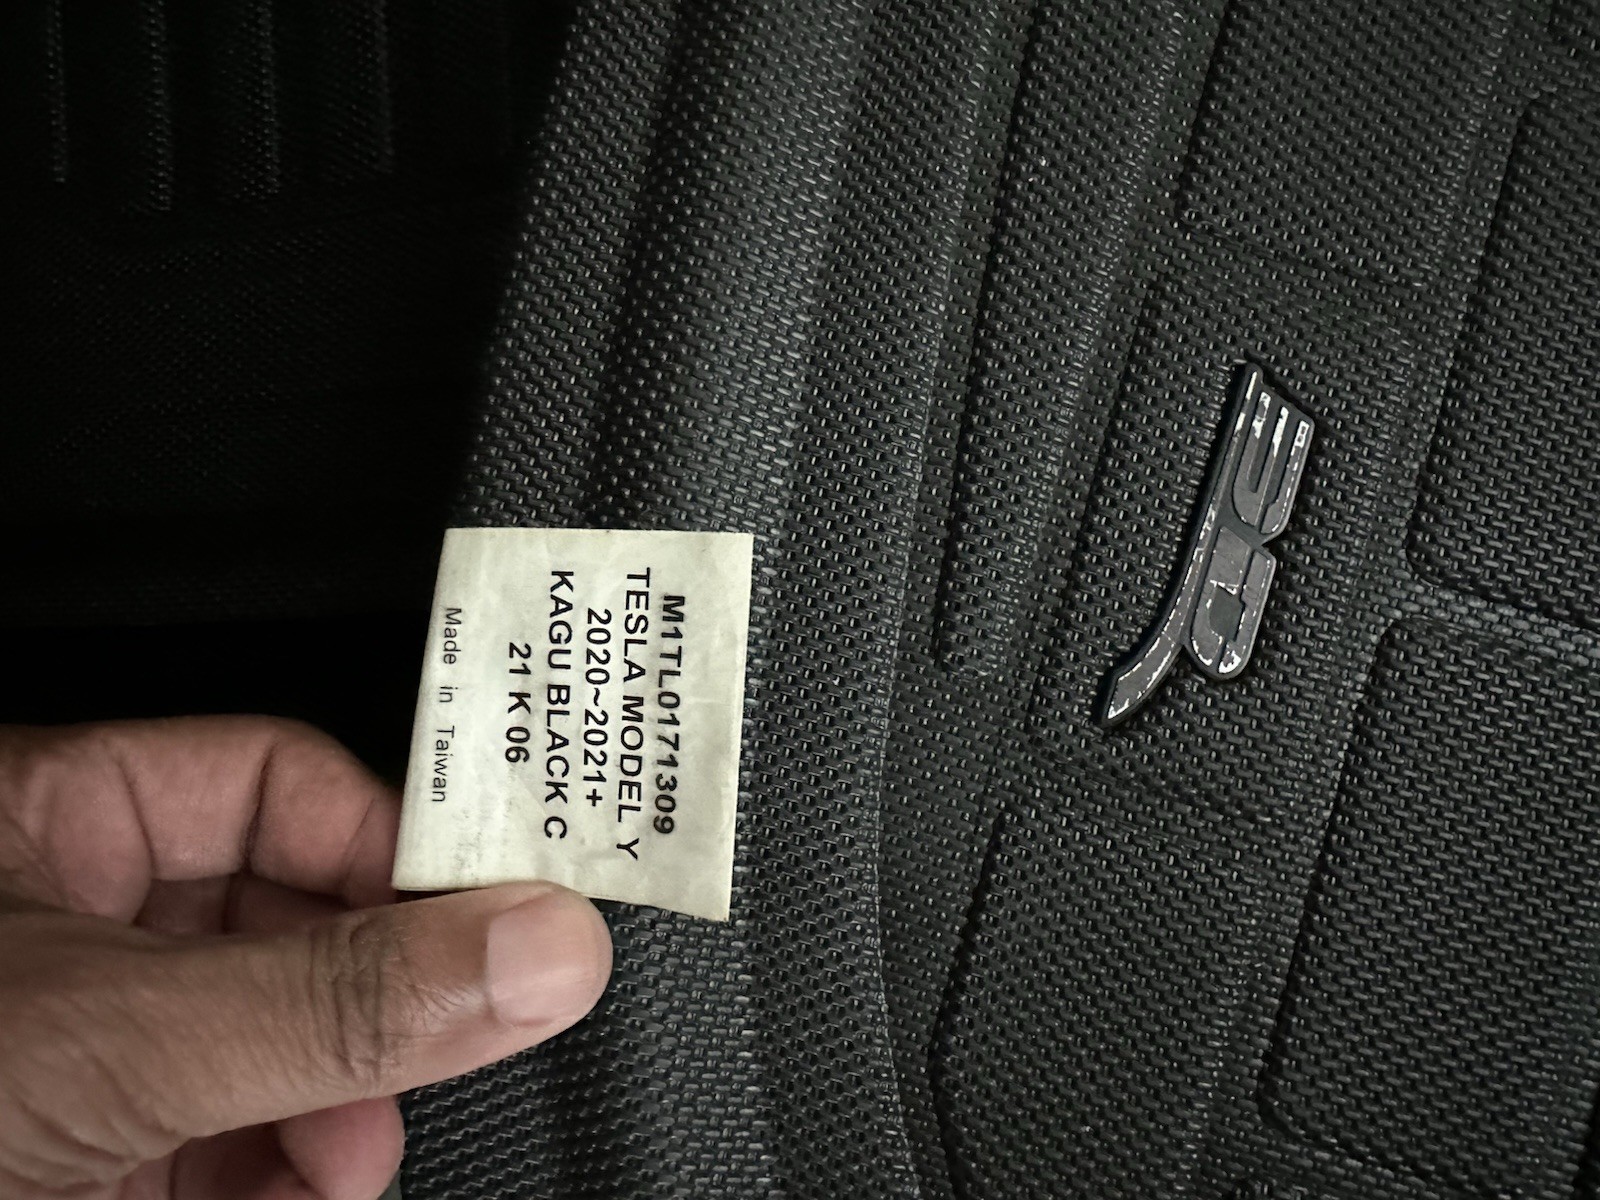 M1TL0171309
TESLA MODEL Y
2020~2021+
KAGU BLACK C
21 K 06
Made in Taiwan